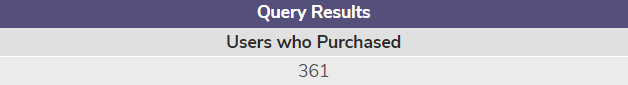 Query Results
Users who Purchased
361